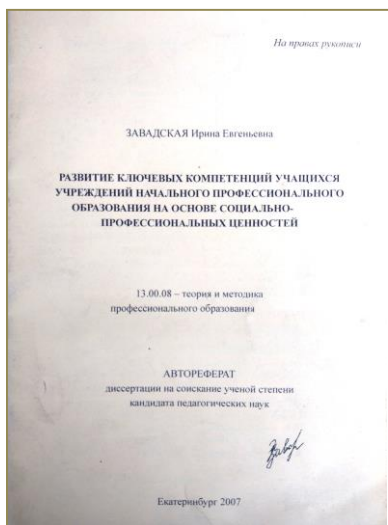 На правах рукописи
ЗАВАДСКАЯ Ирина Евгеньевна
РАЗВИТИЕ КЛЮЧЕВЫХ КОМПЕТЕНЦИЙ УЧАЩИХСЯ
УЧРЕЖДЕНИЙ НАЧАЛЬНОГО ПРОФЕССИОНАЛЬНОГО
ОБРАЗОВАНИЯ НА ОСНОВЕ СОЦИАЛЬНО-
ПРОФЕССИОНАЛЬНЫХ ЦЕННОСТЕЙ
13.00.08 – теория и методика
профессионального образования
АВТОРЕФЕРАТ
диссертации на соискание ученой степени
кандидата педагогических наук
Екатеринбург 2007